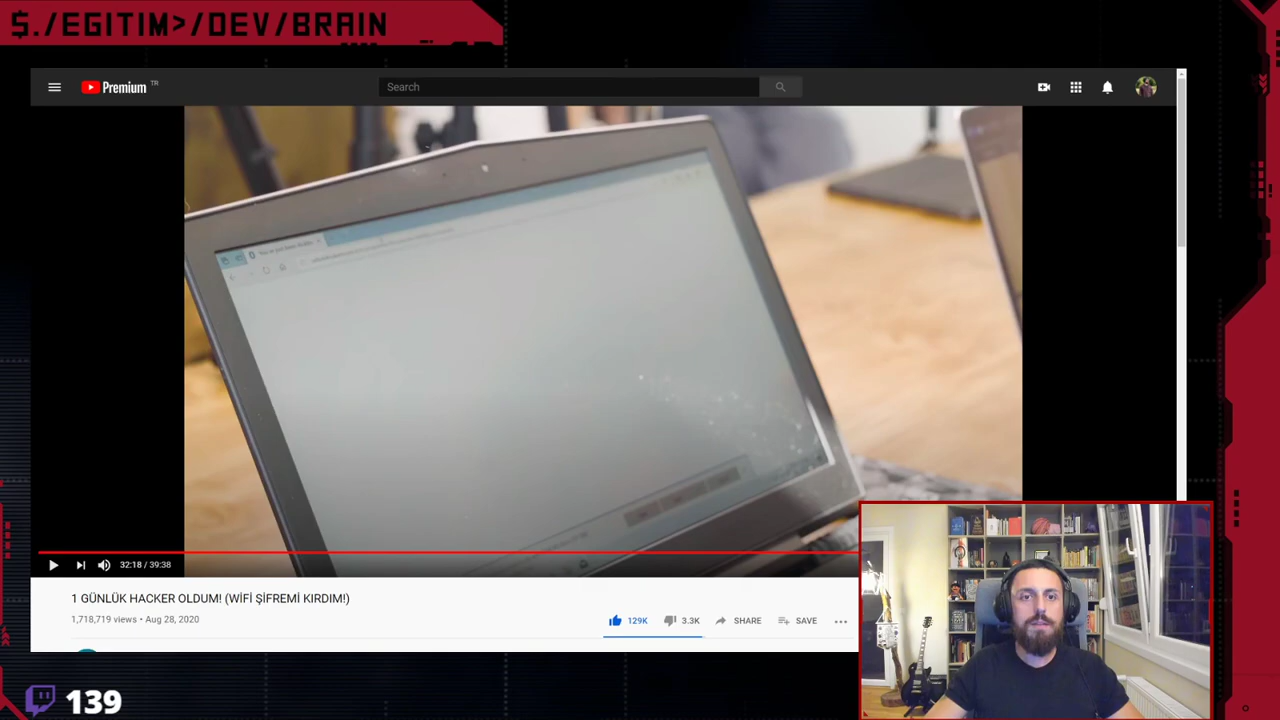 $./EGITIM>/DEV/BRAIN
Premium TR
Search
32:18 / 39:38
1 GÜNLÜK HACKER OLDUM! (WİFİ ŞİFREMİ KIRDIM!)
1,718,719 views • Aug 28, 2020
129K
3.3K
SHARE
SAVE
139